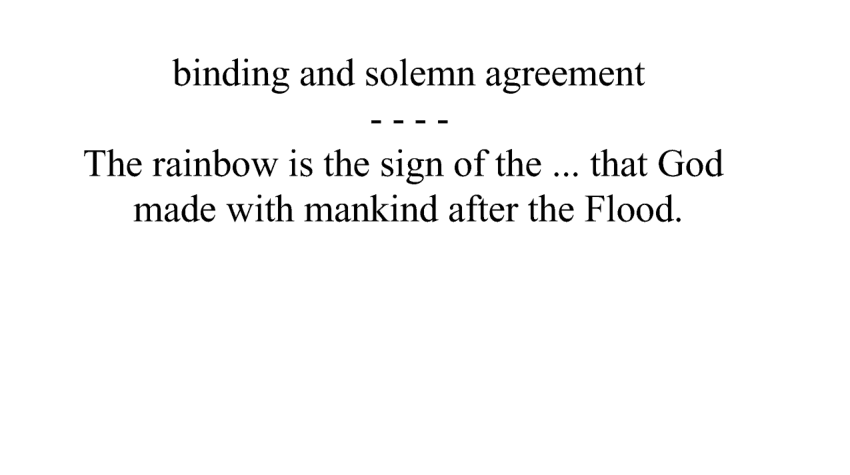 binding and solemn agreement
- - - -
The rainbow is the sign of the ... that God
made with mankind after the Flood.